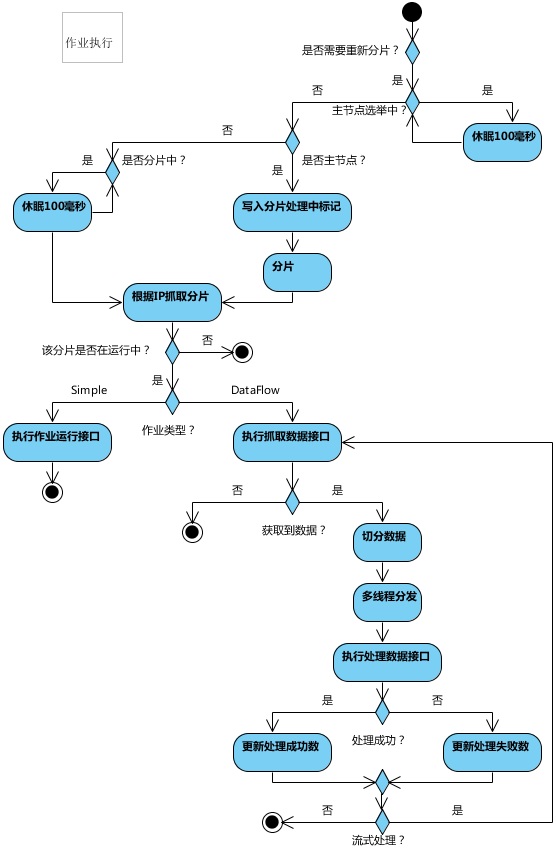 作业执行
是否需要重新分片？
是
否
是
主节点选举中？
否
休眠100毫秒
是
是否分片中？
是
是否主节点？
休眠100毫秒
写入分片处理中标记
分片
根据IP抓取分片
该分片是否在运行中？
否
是
Simple
DataFlow
作业类型？
执行作业运行接口
执行抓取数据接口
否
是
获取到数据？
切分数据
多线程分发
执行处理数据接口
是
否
处理成功？
更新处理成功数
更新处理失败数
否
是
流式处理？